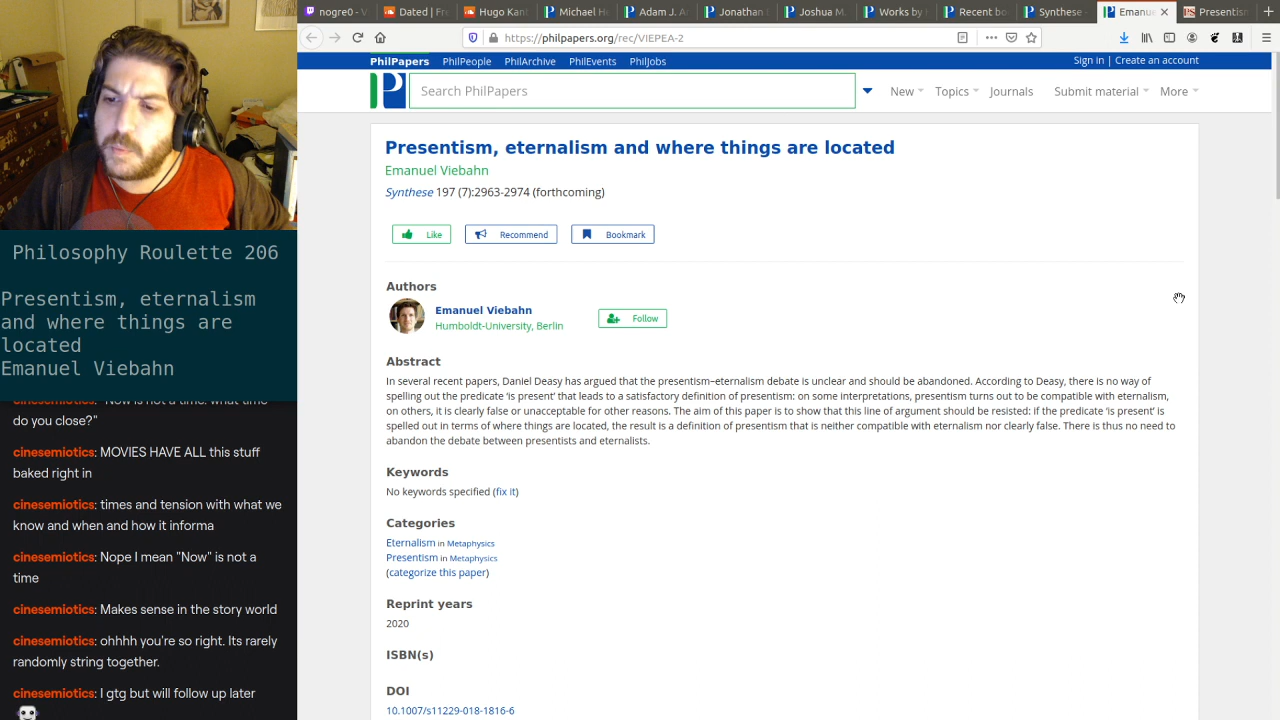 nogre0 - V
Dated | Fre
Hugo Kant
Michael Hu
Adam J. A
Jonathan
Joshua M.
Works by
Recent bo
Synthese -
Emanu
Presentism
https://philpapers.org/rec/VIEPEA-2
PhilPapers PhilPeople PhilArchive PhilEvents PhilJobs
Sign in | Create an account
Search PhilPapers
New Topics Journals Submit material More
Presentism, eternalism and where things are located
Emanuel Viebahn
Synthese 197 (7):2963-2974 (forthcoming)
Like Recommend Bookmark
Authors
Emanuel Viebahn
Humboldt-University, Berlin
Follow
Abstract
In several recent papers, Daniel Deasy has argued that the presentism–eternalism debate is unclear and should be abandoned. According to Deasy, there is no way of
spelling out the predicate ‘is present’ that leads to a satisfactory definition of presentism: on some interpretations, presentism turns out to be compatible with eternalism,
on others, it is clearly false or unacceptable for other reasons. The aim of this paper is to show that this line of argument should be resisted: if the predicate ‘is present’ is
spelled out in terms of where things are located, the result is a definition of presentism that is neither compatible with eternalism nor clearly false. There is thus no need to
abandon the debate between presentists and eternalists.
Keywords
No keywords specified (fix it)
Categories
Eternalism in Metaphysics
Presentism in Metaphysics
(categorize this paper)
Reprint years
2020
ISBN(s)
DOI
10.1007/s11229-018-1816-6
Philosophy Roulette 206
Presentism, eternalism
and where things are
located
Emanuel Viebahn
"Now is not a time. what time
do you close?"
cinesemiotics: MOVIES HAVE ALL this stuff
baked right in
cinesemiotics: times and tension with what we
know and when and how it informa
cinesemiotics: Nope I mean "Now" is not a
time
cinesemiotics: Makes sense in the story world
cinesemiotics: ohhhh you're so right. Its rarely
randomly string together.
cinesemiotics: I gtg but will follow up later